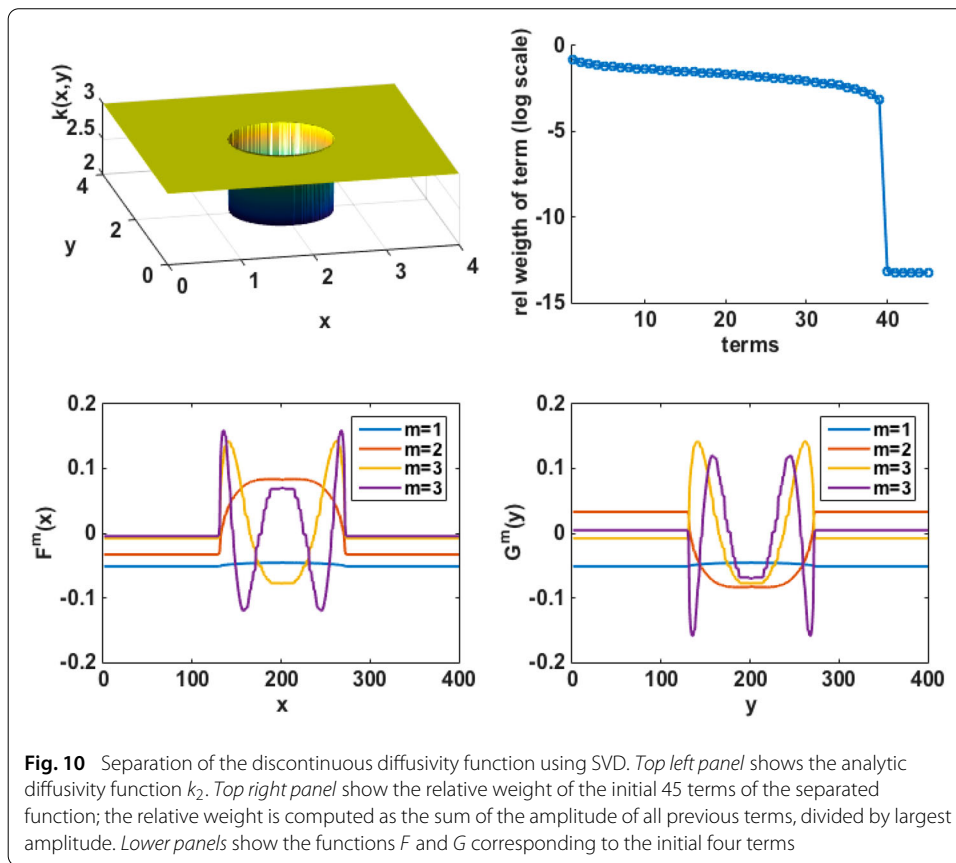 k(x,y)
3
2.5
2
4
2
0
y
0
1
2
3
4
x
rel weigth of term (log scale)
0
-5
-10
-15
10
20
30
40
terms
F^m(x)
0.2
0.1
0
-0.1
-0.2
0
100
200
300
400
x
m=1
m=2
m=3
m=3
G^m(y)
0.2
0.1
0
-0.1
-0.2
0
100
200
300
400
y
m=1
m=2
m=3
m=3
Fig. 10 Separation of the discontinuous diffusivity function using SVD. Top left panel shows the analytic
diffusivity function k₂. Top right panel show the relative weight of the initial 45 terms of the separated
function; the relative weight is computed as the sum of the amplitude of all previous terms, divided by largest
amplitude. Lower panels show the functions F and G corresponding to the initial four terms